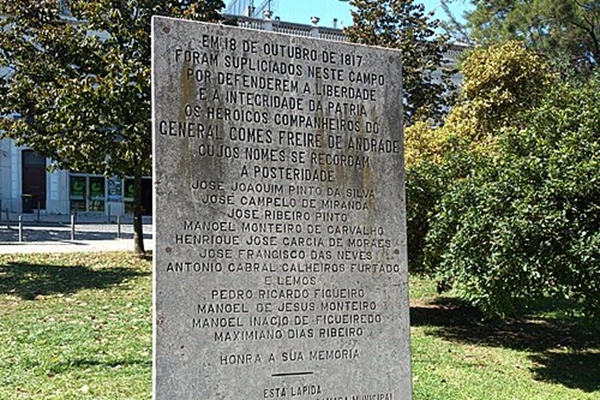 EM 18 DE OUTUBRO DE 1817
FORAM SUPLICIADOS NESTE CAMPO
POR DEFENDEREM A LIBERDADE
E A INTEGRIDADE DA PATRIA
OS HEROICOS COMPANHEIROS DO
GENERAL GOMES FREIRE DE ANDRADE
CUJOS NOMES SE RECORDAM
A POSTERIDADE
JOSE JOAQUIM PINTO DA SILVA
JOSE CAMPELO DE MIRANDA
JOSE RIBEIRO PINTO
MANOEL MONTEIRO DE CARVALHO
HENRIQUE JOSE GARCIA DE MORAES
JOSE FRANCISCO DAS NEVES
ANTONIO CABRAL CALHEIROS FURTADO
E LEMOS
PEDRO RICARDO FIGUEIRO
MANOEL DE JESUS MONTEIRO
MANOEL INACIO DE FIGUEIREDO
MAXIMIANO DIAS RIBEIRO
HONRA A SUA MEMORIA
ESTA LAPIDA
CAMARA MUNICIPAL